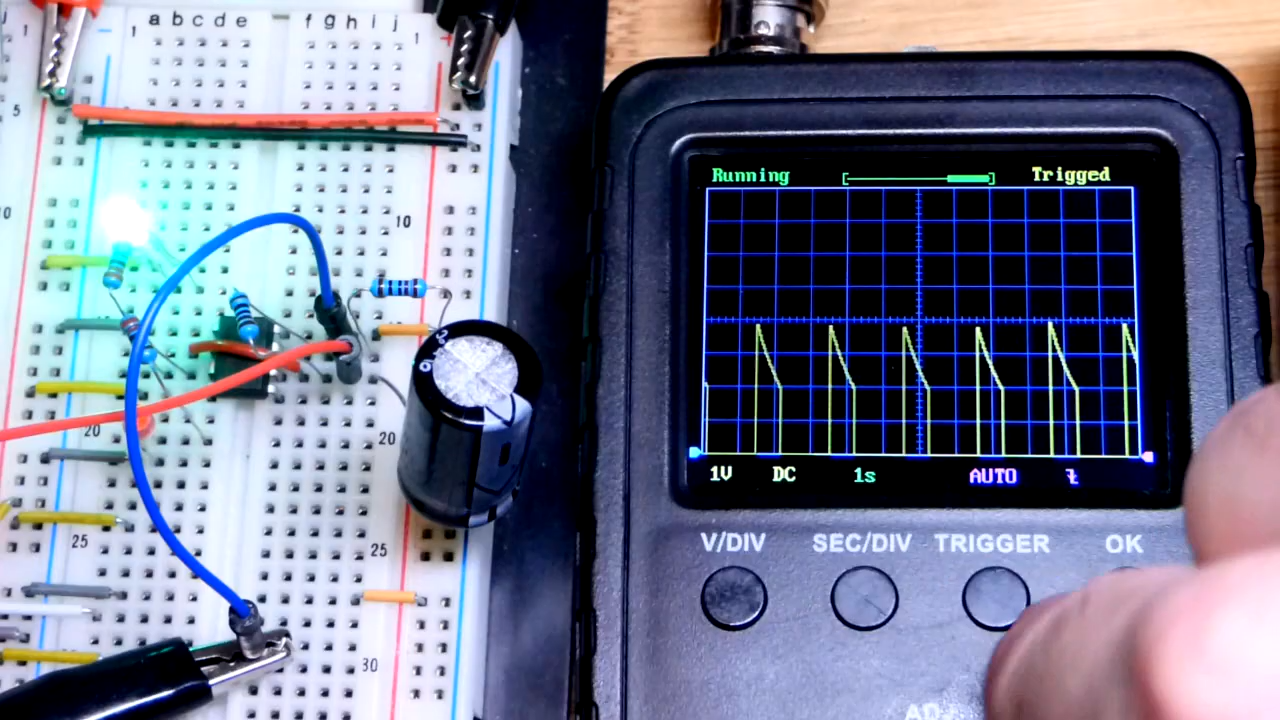 a b c d e
f g h i j
1
1
1
5
10
10
20
20
25
25
30
Running
Trigged
1V DC 1s AUTO
V/DIV SEC/DIV TRIGGER OK